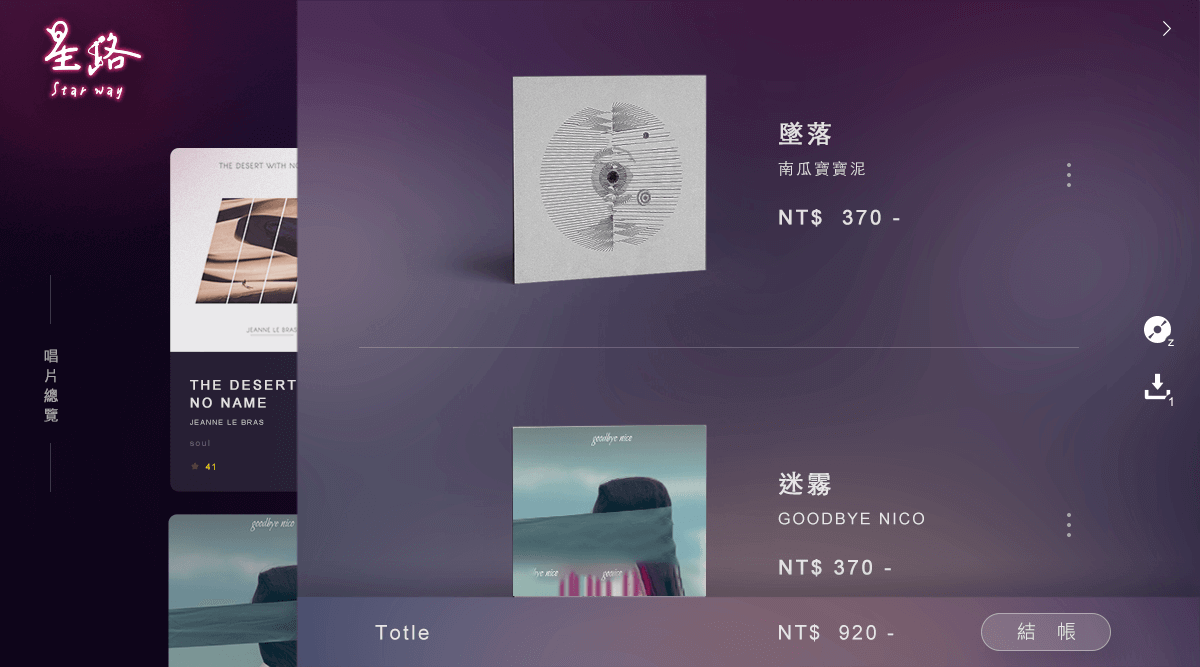 星路
Star way
唱片總覽
THE DESERT WITH NO
JEANNE LE BRAS
THE DESERT
NO NAME
JEANNE LE BRAS
soul
41
goodbye nico
墜落
南瓜寶寶泥
NT$ 370 -
goodbye nico
bye nico
迷霧
GOODBYE NICO
NT$ 370 -
z
1
Totle
NT$ 920 -
結 帳